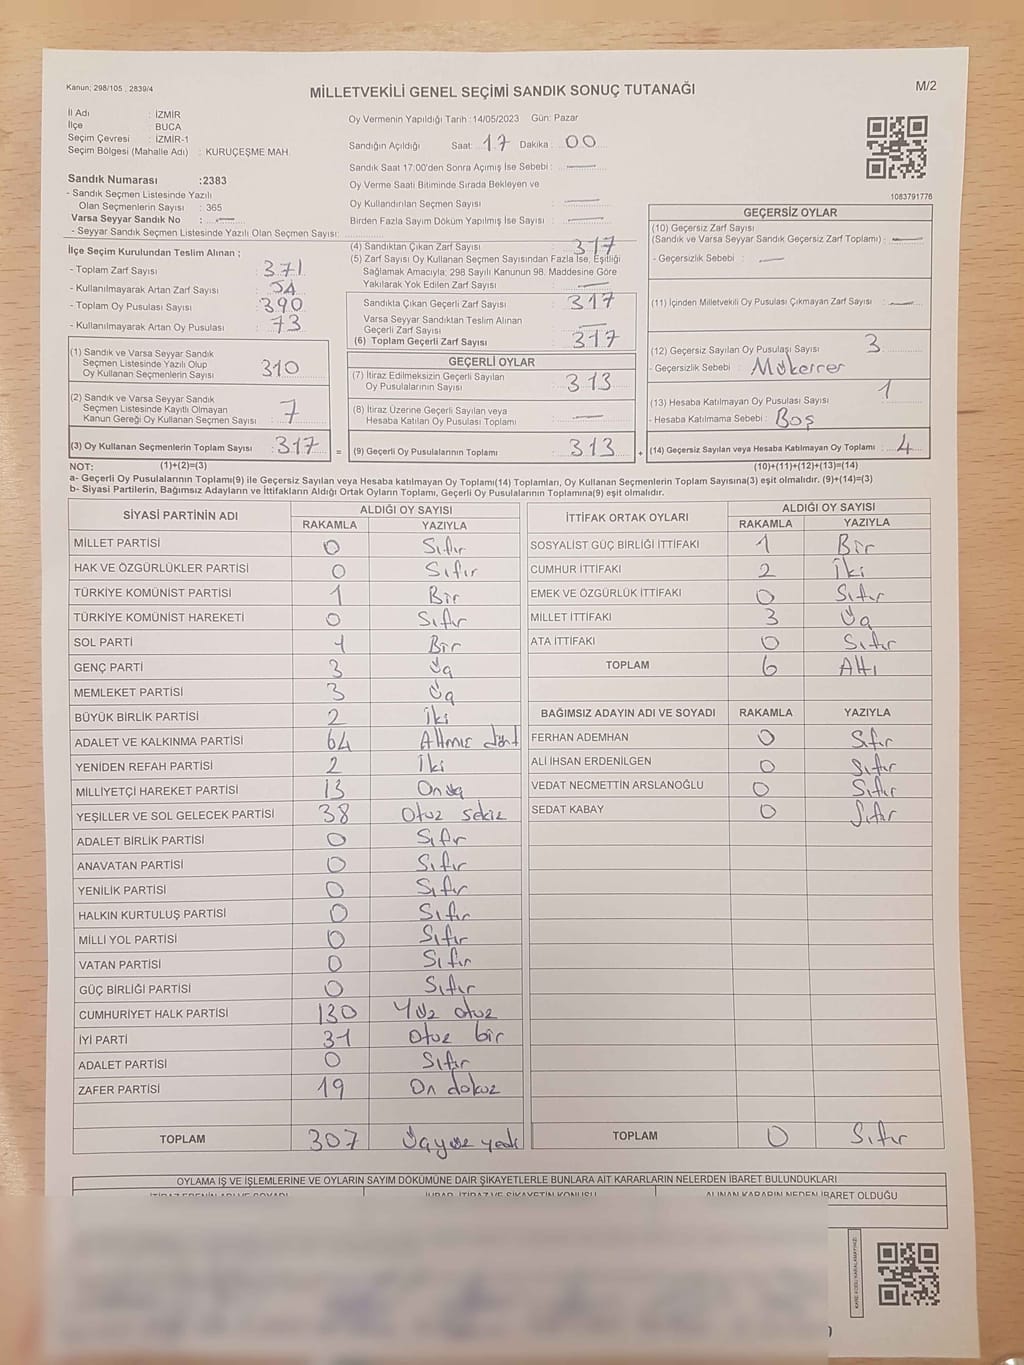 Kanun; 298/105 , 2839/4
M/2
MİLLETVEKİLİ GENEL SEÇİMİ SANDIK SONUÇ TUTANAĞI
İl Adı : İZMİR
İlçe : BUCA
Seçim Çevresi : İZMİR-1
Seçim Bölgesi (Mahalle Adı) : KURUÇEŞME MAH.
Sandık Numarası :2383
- Sandık Seçmen Listesinde Yazılı
Olan Seçmenlerin Sayısı : 365
Varsa Seyyar Sandık No : —
- Seyyar Sandık Seçmen Listesinde Yazılı Olan Seçmen Sayısı:
Oy Vermenin Yapıldığı Tarih :14/05/2023 Gün: Pazar
Sandığın Açıldığı Saat: 17 Dakika : 00
Sandık Saat 17:00'den Sonra Açımış İse Sebebi : —
Oy Verme Saati Bitiminde Sırada Bekleyen ve
Oy Kullandırılan Seçmen Sayısı : —
Birden Fazla Sayım Döküm Yapılmış İse Sayısı : —
1083791776
İlçe Seçim Kurulundan Teslim Alınan ;
- Toplam Zarf Sayısı : 371
- Kullanılmayarak Artan Zarf Sayısı : 54
- Toplam Oy Pusulası Sayısı : 390
- Kullanılmayarak Artan Oy Pusulası : 73
(1) Sandık ve Varsa Seyyar Sandık
Seçmen Listesinde Yazılı Olup
Oy Kullanan Seçmenlerin Sayısı : 310
(2) Sandık ve Varsa Seyyar Sandık
Seçmen Listesinde Kayıtlı Olmayan
Kanun Gereği Oy Kullanan Seçmen Sayısı : 7
(3) Oy Kullanan Seçmenlerin Toplam Sayısı : 317
(4) Sandıktan Çıkan Zarf Sayısı : 317
(5) Zarf Sayısı Oy Kullanan Seçmen Sayısından Fazla İse, Eşitliği
Sağlamak Amacıyla, 298 Sayılı Kanunun 98. Maddesine Göre
Yakılarak Yok Edilen Zarf Sayısı : —
Sandıkta Çıkan Geçerli Zarf Sayısı : 317
Varsa Seyyar Sandıktan Teslim Alınan
Geçerli Zarf Sayısı : —
(6) Toplam Geçerli Zarf Sayısı : 317
GEÇERLİ OYLAR
(7) İtiraz Edilmeksizin Geçerli Sayılan
Oy Pusulalarının Sayısı : 313
(8) İtiraz Üzerine Geçerli Sayılan veya
Hesaba Katılan Oy Pusulası Toplamı : —
= (9) Geçerli Oy Pusulalarının Toplamı : 313
GEÇERSİZ OYLAR
(10) Geçersiz Zarf Sayısı
(Sandık ve Varsa Seyyar Sandık Geçersiz Zarf Toplamı) : —
- Geçersizlik Sebebi : —
(11) İçinden Milletvekili Oy Pusulası Çıkmayan Zarf Sayısı : —
(12) Geçersiz Sayılan Oy Pusulası Sayısı : 3
- Geçersizlik Sebebi : Mükerrer
(13) Hesaba Katılmayan Oy Pusulası Sayısı : 1
- Hesaba Katılmama Sebebi : Boş
+ (14) Geçersiz Sayılan veya Hesaba Katılmayan Oy Toplamı : 4
NOT: (1)+(2)=(3)
(10)+(11)+(12)+(13)=(14)
a- Geçerli Oy Pusulalarının Toplamı(9) ile Geçersiz Sayılan veya Hesaba katılmayan Oy Toplamı(14) Toplamları, Oy Kullanan Seçmenlerin Toplam Sayısına(3) eşit olmalıdır. (9)+(14)=(3)
b- Siyasi Partilerin, Bağımsız Adayların ve İttifakların Aldığı Ortak Oyların Toplamı, Geçerli Oy Pusulalarının Toplamına(9) eşit olmalıdır.
SİYASİ PARTİNİN ADI ALDIĞI OY SAYISI
RAKAMLA YAZIYLA
MİLLET PARTİSİ 0 Sıfır
HAK VE ÖZGÜRLÜKLER PARTİSİ 0 Sıfır
TÜRKİYE KOMÜNİST PARTİSİ 1 Bir
TÜRKİYE KOMÜNİST HAREKETİ 0 Sıfır
SOL PARTİ 1 Bir
GENÇ PARTİ 3 Üç
MEMLEKET PARTİSİ 3 Üç
BÜYÜK BİRLİK PARTİSİ 2 İki
ADALET VE KALKINMA PARTİSİ 64 Altmış dört
YENİDEN REFAH PARTİSİ 2 İki
MİLLİYETÇİ HAREKET PARTİSİ 13 Onüç
YEŞİLLER VE SOL GELECEK PARTİSİ 38 Otuz sekiz
ADALET BİRLİK PARTİSİ 0 Sıfır
ANAVATAN PARTİSİ 0 Sıfır
YENİLİK PARTİSİ 0 Sıfır
HALKIN KURTULUŞ PARTİSİ 0 Sıfır
MİLLİ YOL PARTİSİ 0 Sıfır
VATAN PARTİSİ 0 Sıfır
GÜÇ BİRLİĞİ PARTİSİ 0 Sıfır
CUMHURİYET HALK PARTİSİ 130 Yüz otuz
İYİ PARTİ 31 Otuz bir
ADALET PARTİSİ 0 Sıfır
ZAFER PARTİSİ 19 On dokuz
TOPLAM 307 Üçyüz yedi
İTTİFAK ORTAK OYLARI ALDIĞI OY SAYISI
RAKAMLA YAZIYLA
SOSYALİST GÜÇ BİRLİĞİ İTTİFAKI 1 Bir
CUMHUR İTTİFAKI 2 İki
EMEK VE ÖZGÜRLÜK İTTİFAKI 0 Sıfır
MİLLET İTTİFAKI 3 Üç
ATA İTTİFAKI 0 Sıfır
TOPLAM 6 Altı
BAĞIMSIZ ADAYIN ADI VE SOYADI RAKAMLA YAZIYLA
FERHAN ADEMHAN 0 Sıfır
ALİ İHSAN ERDENİLGEN 0 Sıfır
VEDAT NECMETTİN ARSLANOĞLU 0 Sıfır
SEDAT KABAY 0 Sıfır
TOPLAM 0 Sıfır
OYLAMA İŞ VE İŞLEMLERİNE VE OYLARIN SAYIM DÖKÜMÜNE DAİR ŞİKAYETLERLE BUNLARA AİT KARARLARIN NELERDEN İBARET BULUNDUKLARI
ALINAN KARARIN NEDEN İBARET OLDUĞU